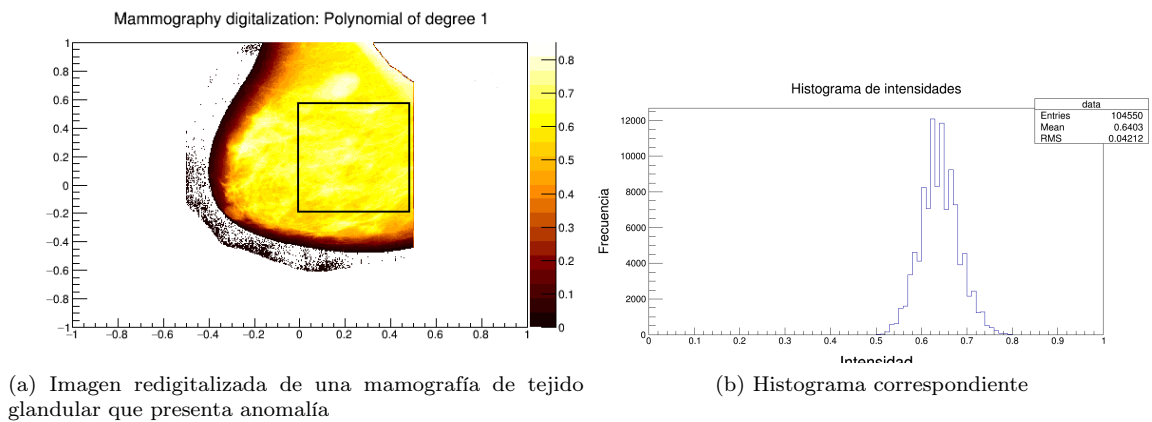 Mammography digitalization: Polynomial of degree 1
1
0.8
0.6
0.4
0.2
0
−0.2
−0.4
−0.6
−0.8
−1
−1 −0.8 −0.6 −0.4 −0.2 0 0.2 0.4 0.6 0.8 1
0.8
0.7
0.6
0.5
0.4
0.3
0.2
0.1
0
Histograma de intensidades
data
Entries 104550
Mean 0.6403
RMS 0.04212
Frecuencia
12000
10000
8000
6000
4000
2000
0
0 0.1 0.2 0.3 0.4 0.5 0.6 0.7 0.8 0.9 1
Intensidad
(a) Imagen redigitalizada de una mamografía de tejido
glandular que presenta anomalía
(b) Histograma correspondiente